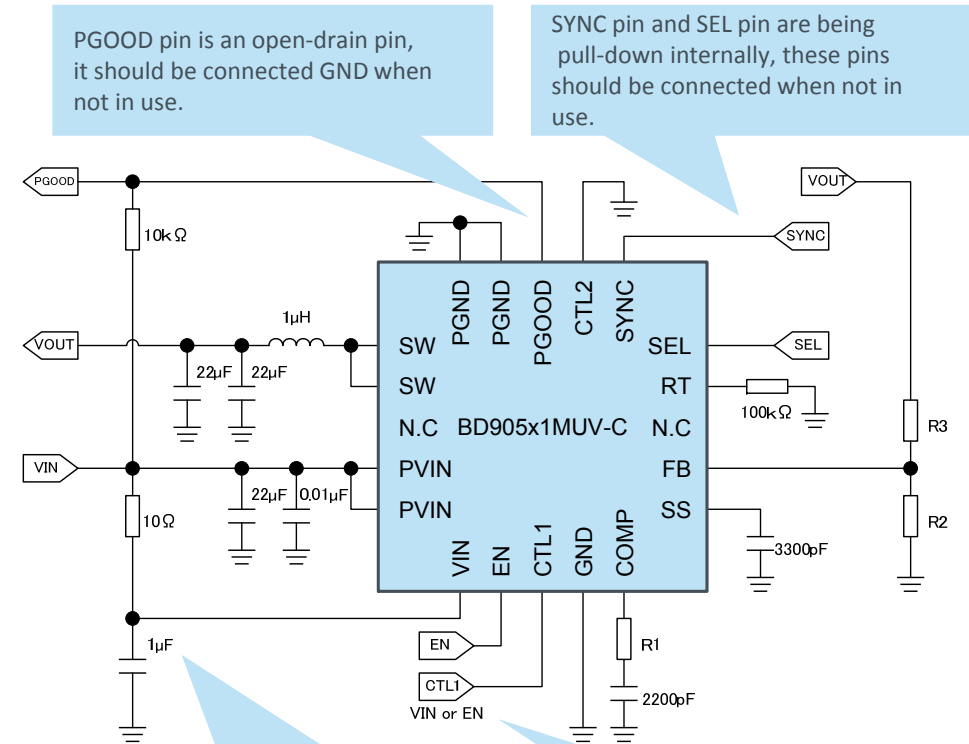 PGOOD pin is an open-drain pin,
it should be connected GND when
not in use.
SYNC pin and SEL pin are being
pull-down internally, these pins
should be connected when not in
use.
PGOOD
VOUT
10kΩ
SYNC
PGND
PGND
PGOOD
CTL2
SYNC
1μH
VOUT
SW
SEL
SEL
22μF
22μF
SW
RT
100kΩ
N.C
BD905x1MUV-C
N.C
R3
VIN
PVIN
FB
22μF
0.01μF
10Ω
PVIN
SS
R2
3300pF
VIN
EN
CTL1
GND
COMP
1μF
EN
R1
CTL1
2200pF
VIN or EN